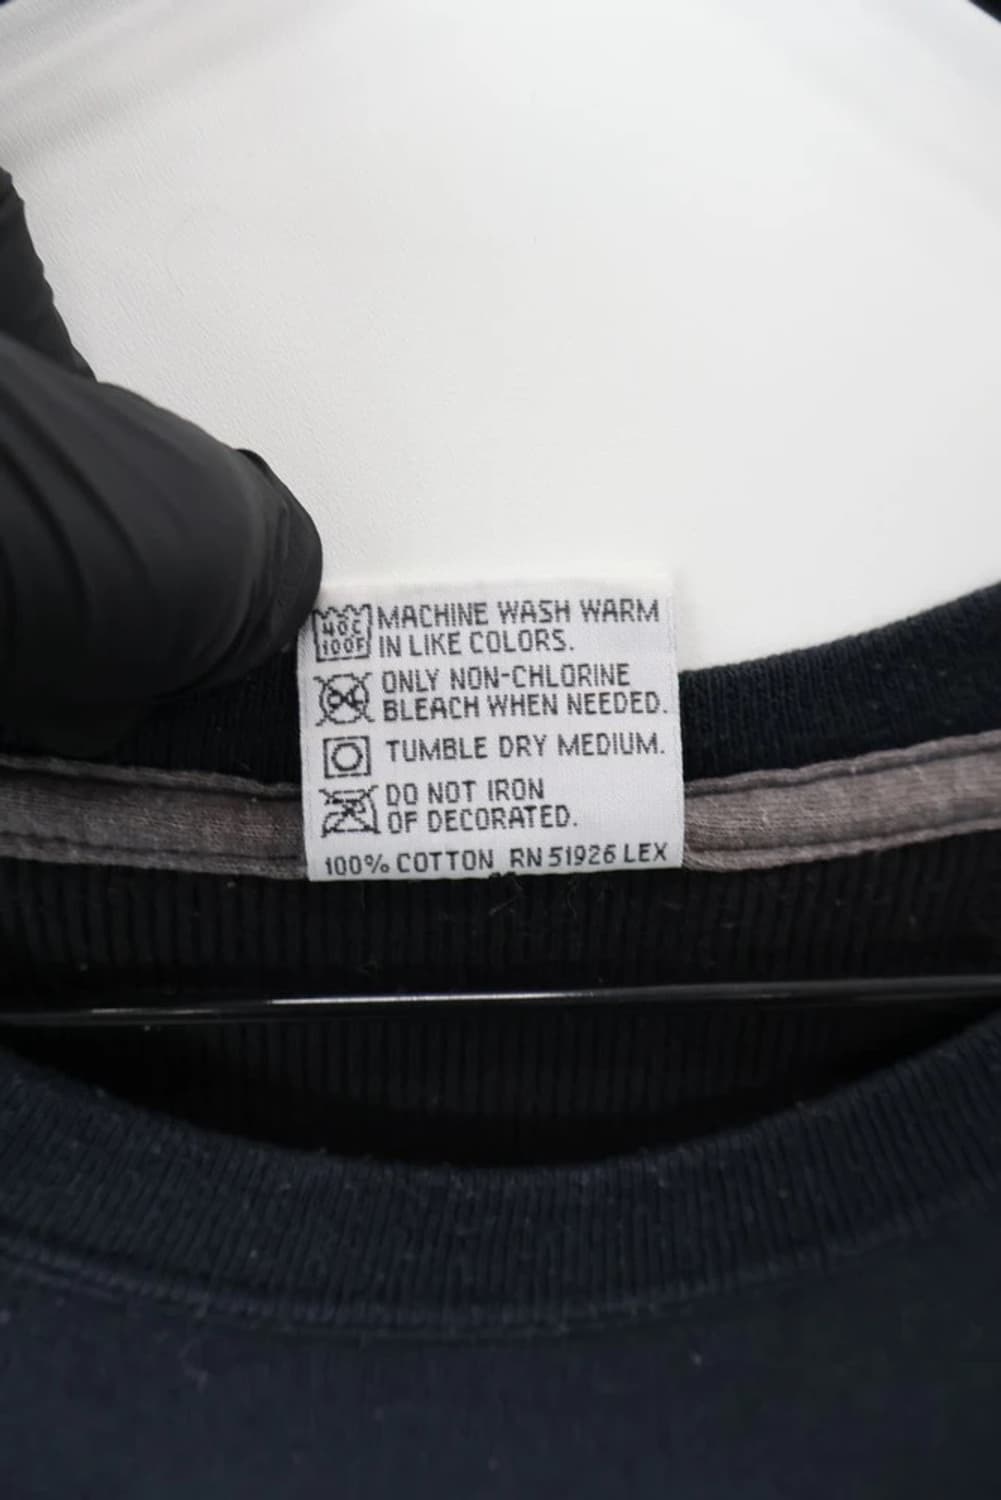 40C MACHINE WASH WARM
100F IN LIKE COLORS.
ONLY NON-CHLORINE
BLEACH WHEN NEEDED.
TUMBLE DRY MEDIUM.
DO NOT IRON
OF DECORATED.
100% COTTON RN 51926 LEX